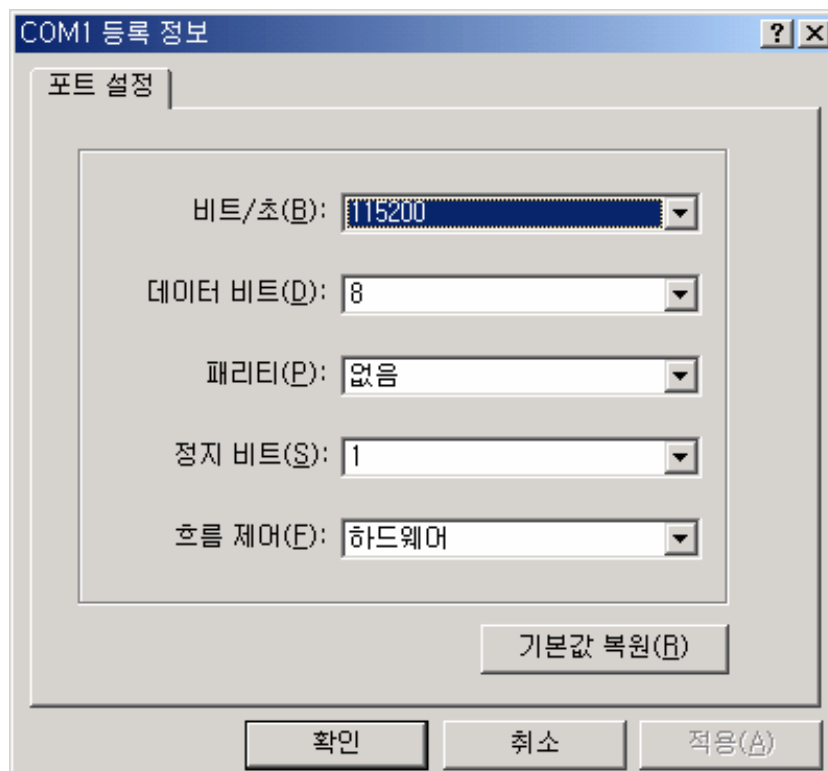 COM1 등록 정보
포트 설정
비트/초(B): 115200
데이터 비트(D): 8
패리티(P): 없음
정지 비트(S): 1
흐름 제어(F): 하드웨어
기본값 복원(R)
확인 취소 적용(A)